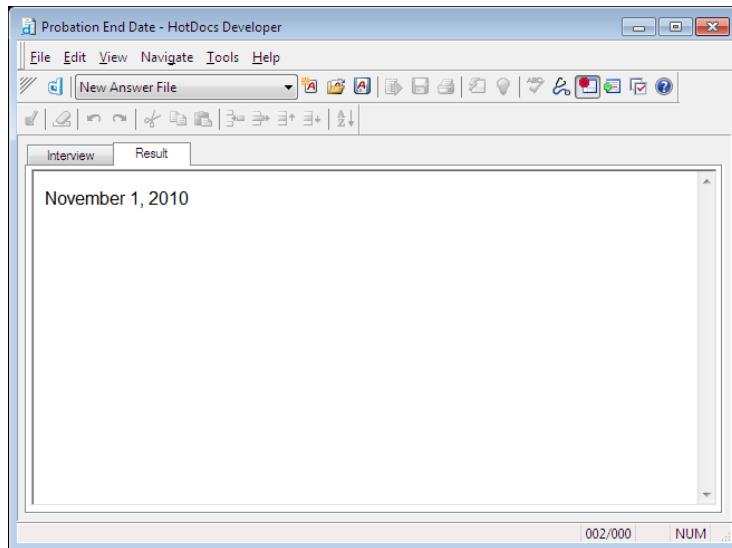 Probation End Date - HotDocs Developer
File Edit View Navigate Tools Help
New Answer File
Interview Result
November 1, 2010
002/000 NUM